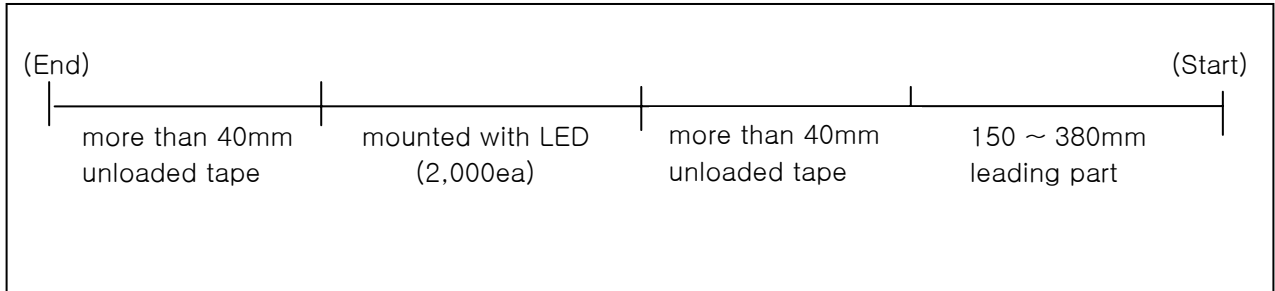 (End)
(Start)
more than 40mm
unloaded tape
mounted with LED
(2,000ea)
more than 40mm
unloaded tape
150 ~ 380mm
leading part